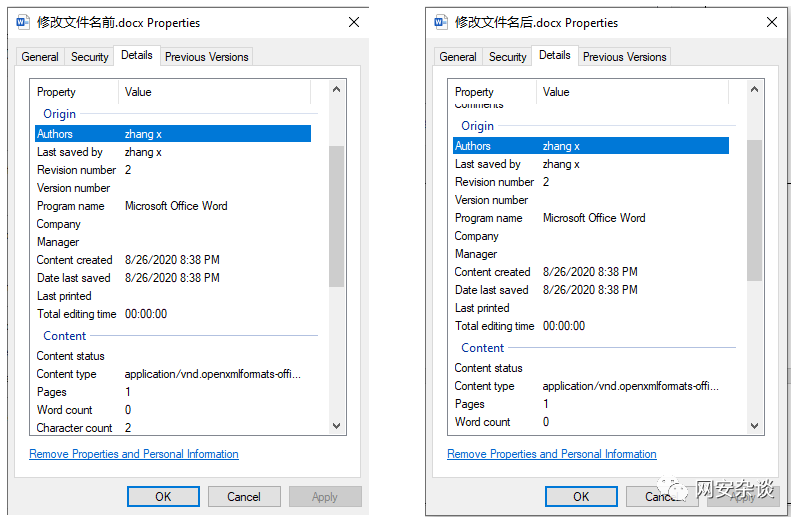 修改文件名前.docx Properties
General Security Details Previous Versions
Property Value
Origin
Authors zhang x
Last saved by zhang x
Revision number 2
Version number
Program name Microsoft Office Word
Company
Manager
Content created 8/26/2020 8:38 PM
Date last saved 8/26/2020 8:38 PM
Last printed
Total editing time 00:00:00
Content
Content status
Content type application/vnd.openxmlformats-offi...
Pages 1
Word count 0
Character count 2
Remove Properties and Personal Information
OK Cancel Apply
修改文件名后.docx Properties
General Security Details Previous Versions
Property Value
Comments
Origin
Authors zhang x
Last saved by zhang x
Revision number 2
Version number
Program name Microsoft Office Word
Company
Manager
Content created 8/26/2020 8:38 PM
Date last saved 8/26/2020 8:38 PM
Last printed
Total editing time 00:00:00
Content
Content status
Content type application/vnd.openxmlformats-offi...
Pages 1
Word count 0
Remove Properties and Personal Information
OK Cancel Apply
网安杂谈